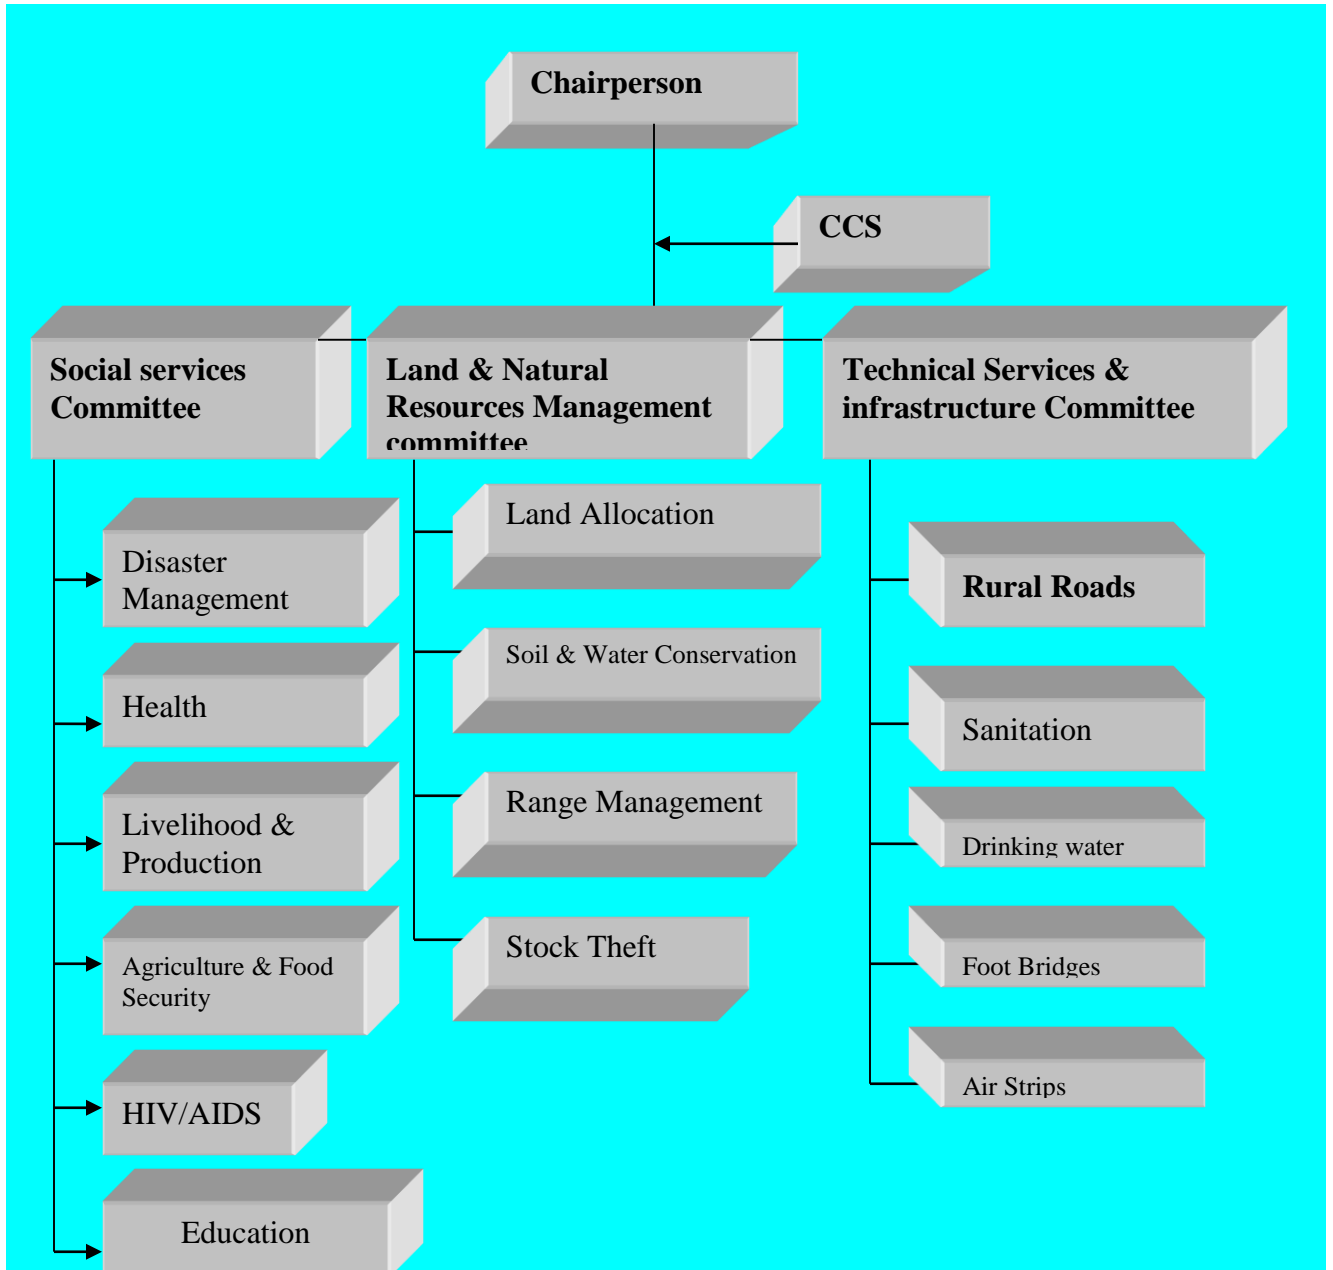 Chairperson
CCS
Social services
Committee
Land & Natural
Resources Management
committee
Technical Services &
infrastructure Committee
Disaster
Management
Health
Livelihood &
Production
Agriculture & Food
Security
HIV/AIDS
Education
Land Allocation
Soil & Water Conservation
Range Management
Stock Theft
Rural Roads
Sanitation
Drinking water
Foot Bridges
Air Strips